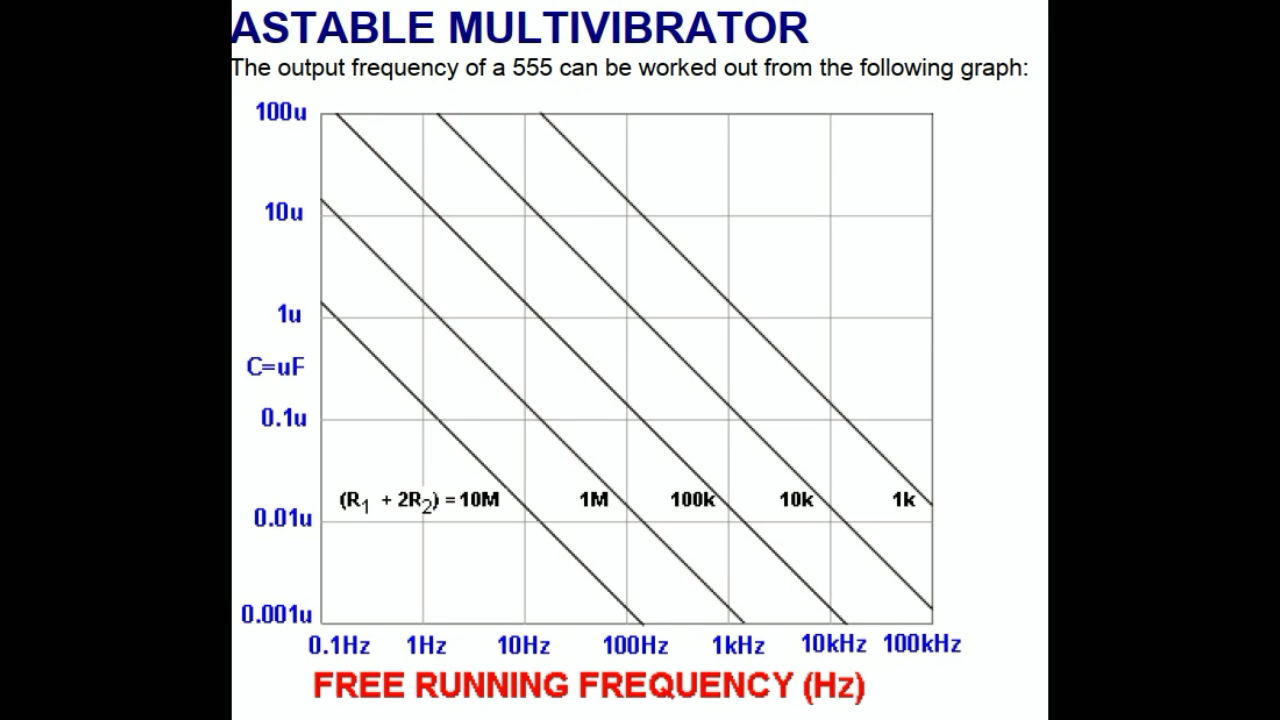 ASTABLE MULTIVIBRATOR
The output frequency of a 555 can be worked out from the following graph:
100u
10u
1u
C=uF
0.1u
(R1 + 2R2) = 10M 1M 100k 10k 1k
0.01u
0.001u
0.1Hz 1Hz 10Hz 100Hz 1kHz 10kHz 100kHz
FREE RUNNING FREQUENCY (Hz)